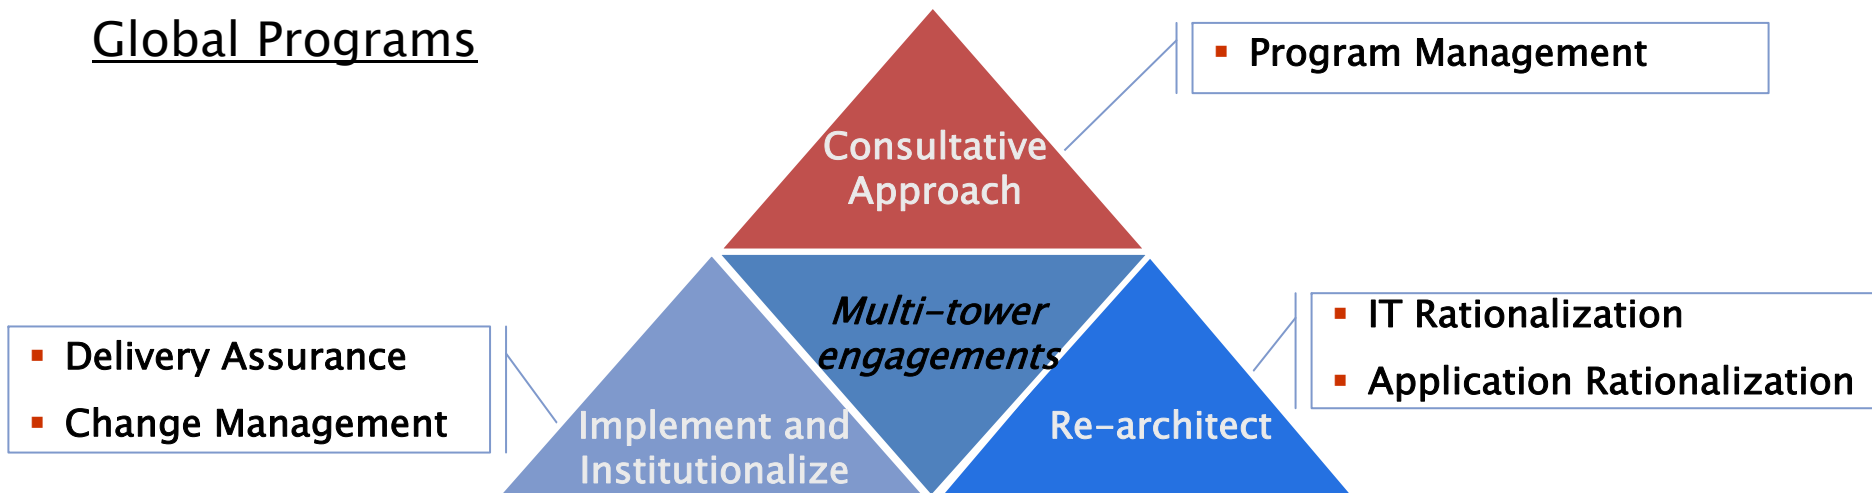 Global Programs
▪ Program Management
Consultative
Approach
Multi-tower
engagements
▪ IT Rationalization
▪ Application Rationalization
▪ Delivery Assurance
▪ Change Management
Implement and
Institutionalize
Re-architect